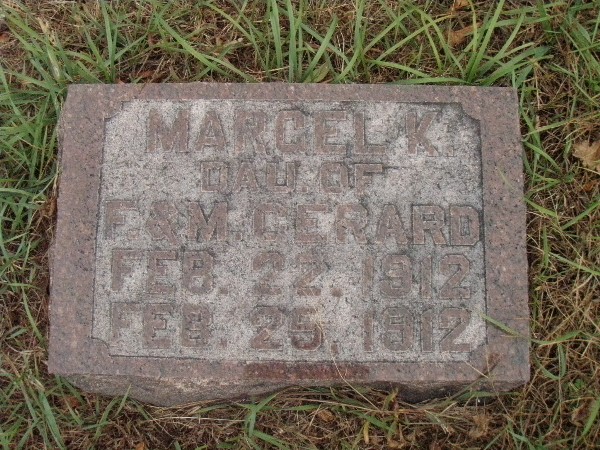 MARCEL K.
DAU. OF
F. & M. GERARD
FEB. 22, 1912
FEB. 25, 1912